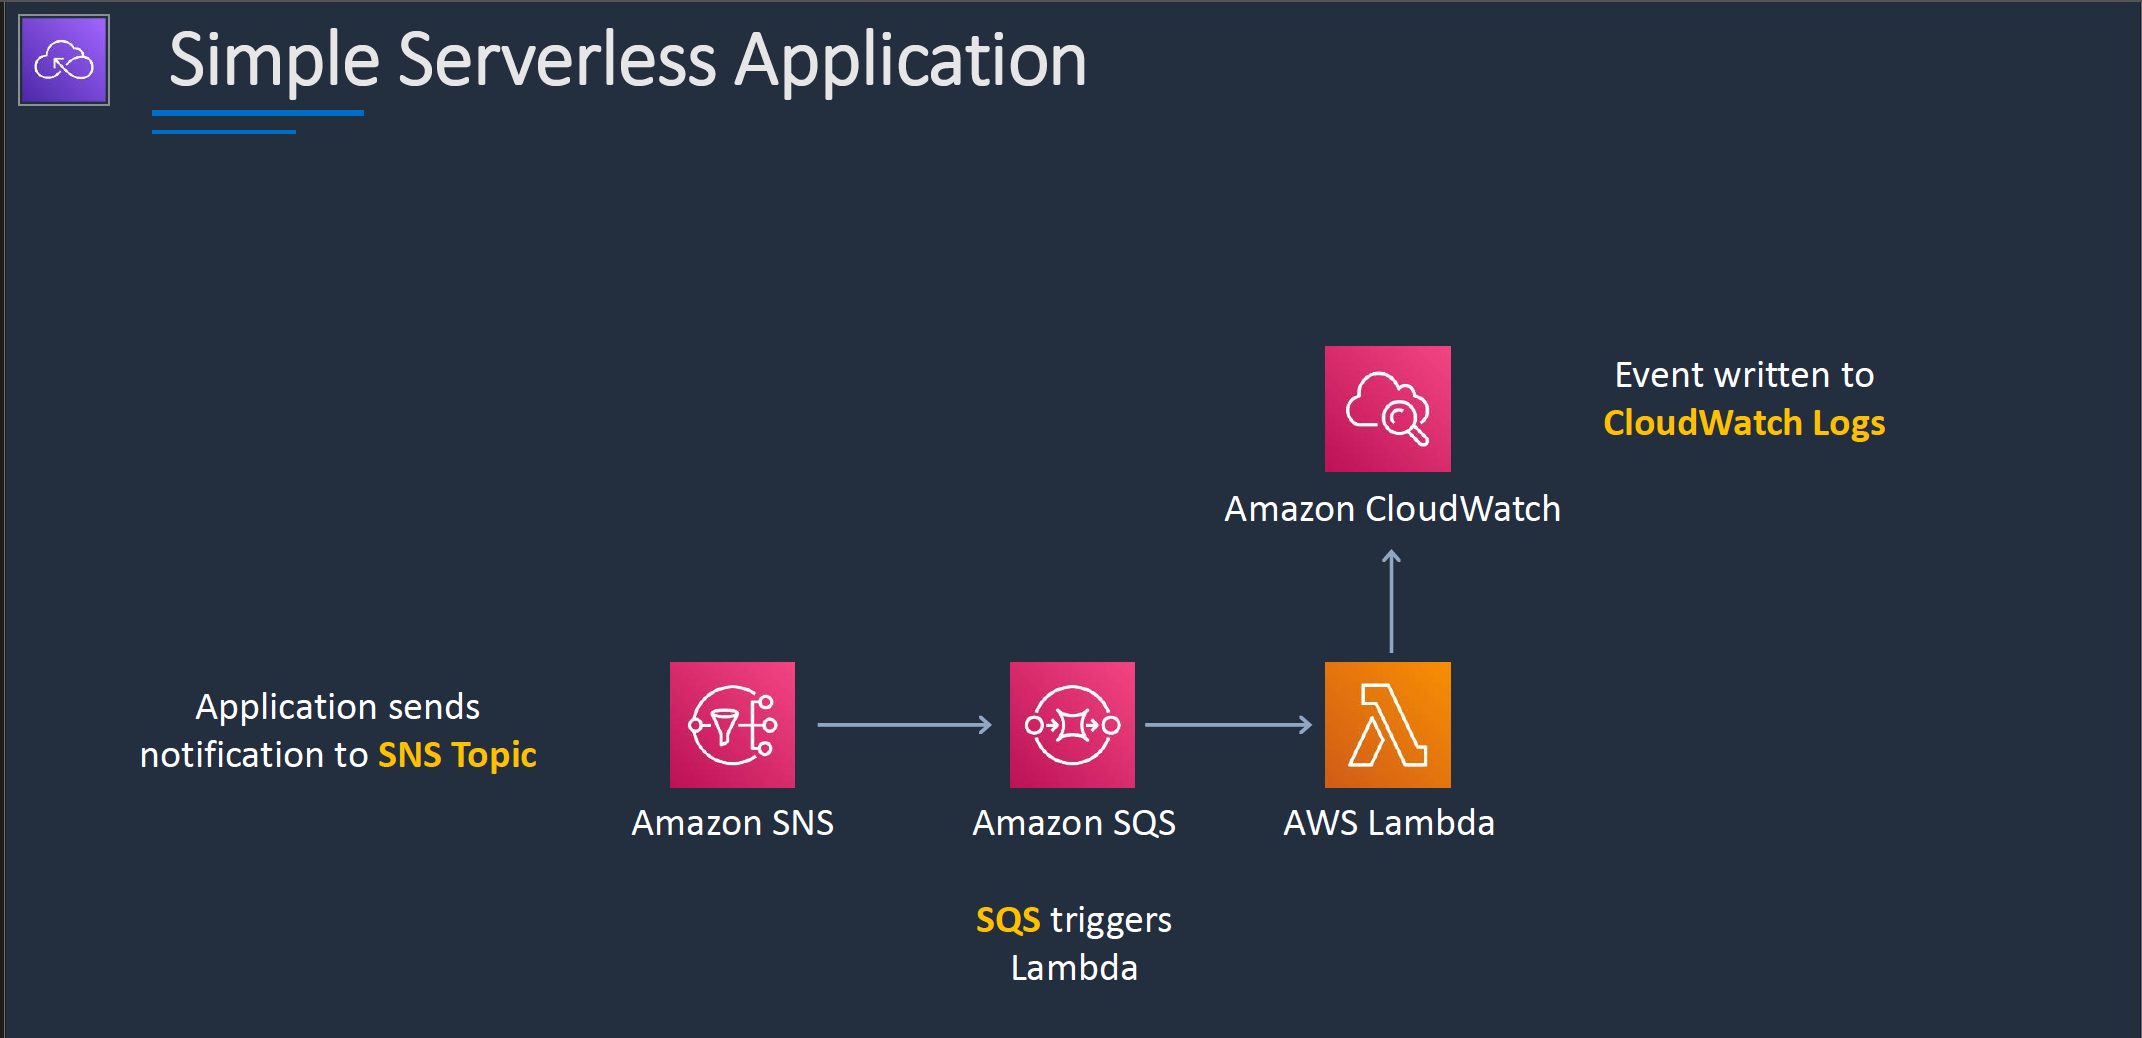 Simple Serverless Application
Event written to
CloudWatch Logs
Amazon CloudWatch
Application sends
notification to SNS Topic
Amazon SNS
Amazon SQS
AWS Lambda
SQS triggers
Lambda